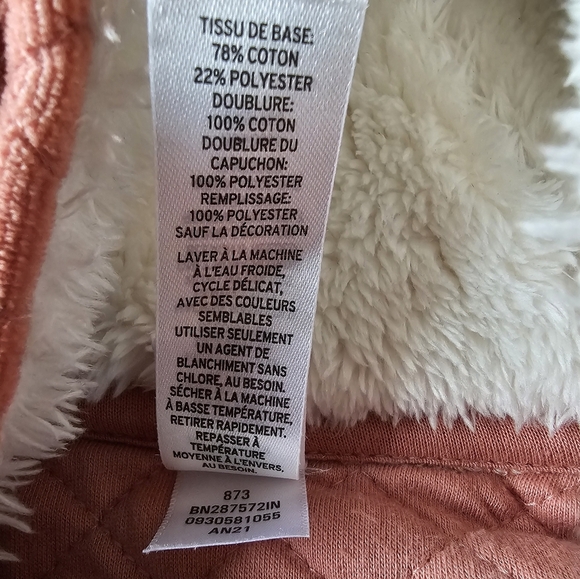 TISSU DE BASE:
78% COTON
22% POLYESTER
DOUBLURE:
100% COTON
DOUBLURE DU
CAPUCHON:
100% POLYESTER
REMPLISSAGE:
100% POLYESTER
SAUF LA DÉCORATION
LAVER À LA MACHINE
À L'EAU FROIDE,
CYCLE DÉLICAT,
AVEC DES COULEURS
SEMBLABLES
UTILISER SEULEMENT
UN AGENT DE
BLANCHIMENT SANS
CHLORE, AU BESOIN.
SÉCHER À LA MACHINE
À BASSE TEMPÉRATURE,
RETIRER RAPIDEMENT.
REPASSER À
TEMPÉRATURE
MOYENNE À L'ENVERS,
AU BESOIN.
873
BN287572IN
0930581055
AN21